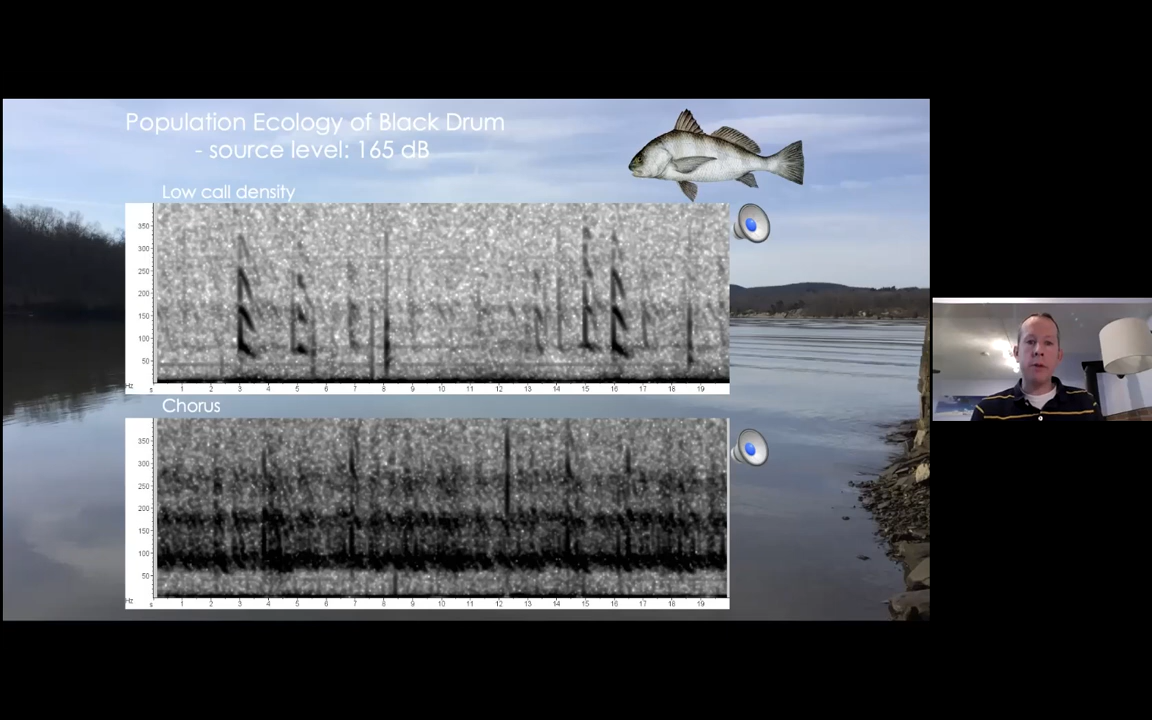 Population Ecology of Black Drum
- source level: 165 dB
Low call density
350
300
250
200
150
100
50
Hz
s 1 2 3 4 5 6 7 8 9 10 11 12 13 14 15 16 17 18 19
Chorus
350
300
250
200
150
100
50
Hz
s 1 2 3 4 5 6 7 8 9 10 11 12 13 14 15 16 17 18 19